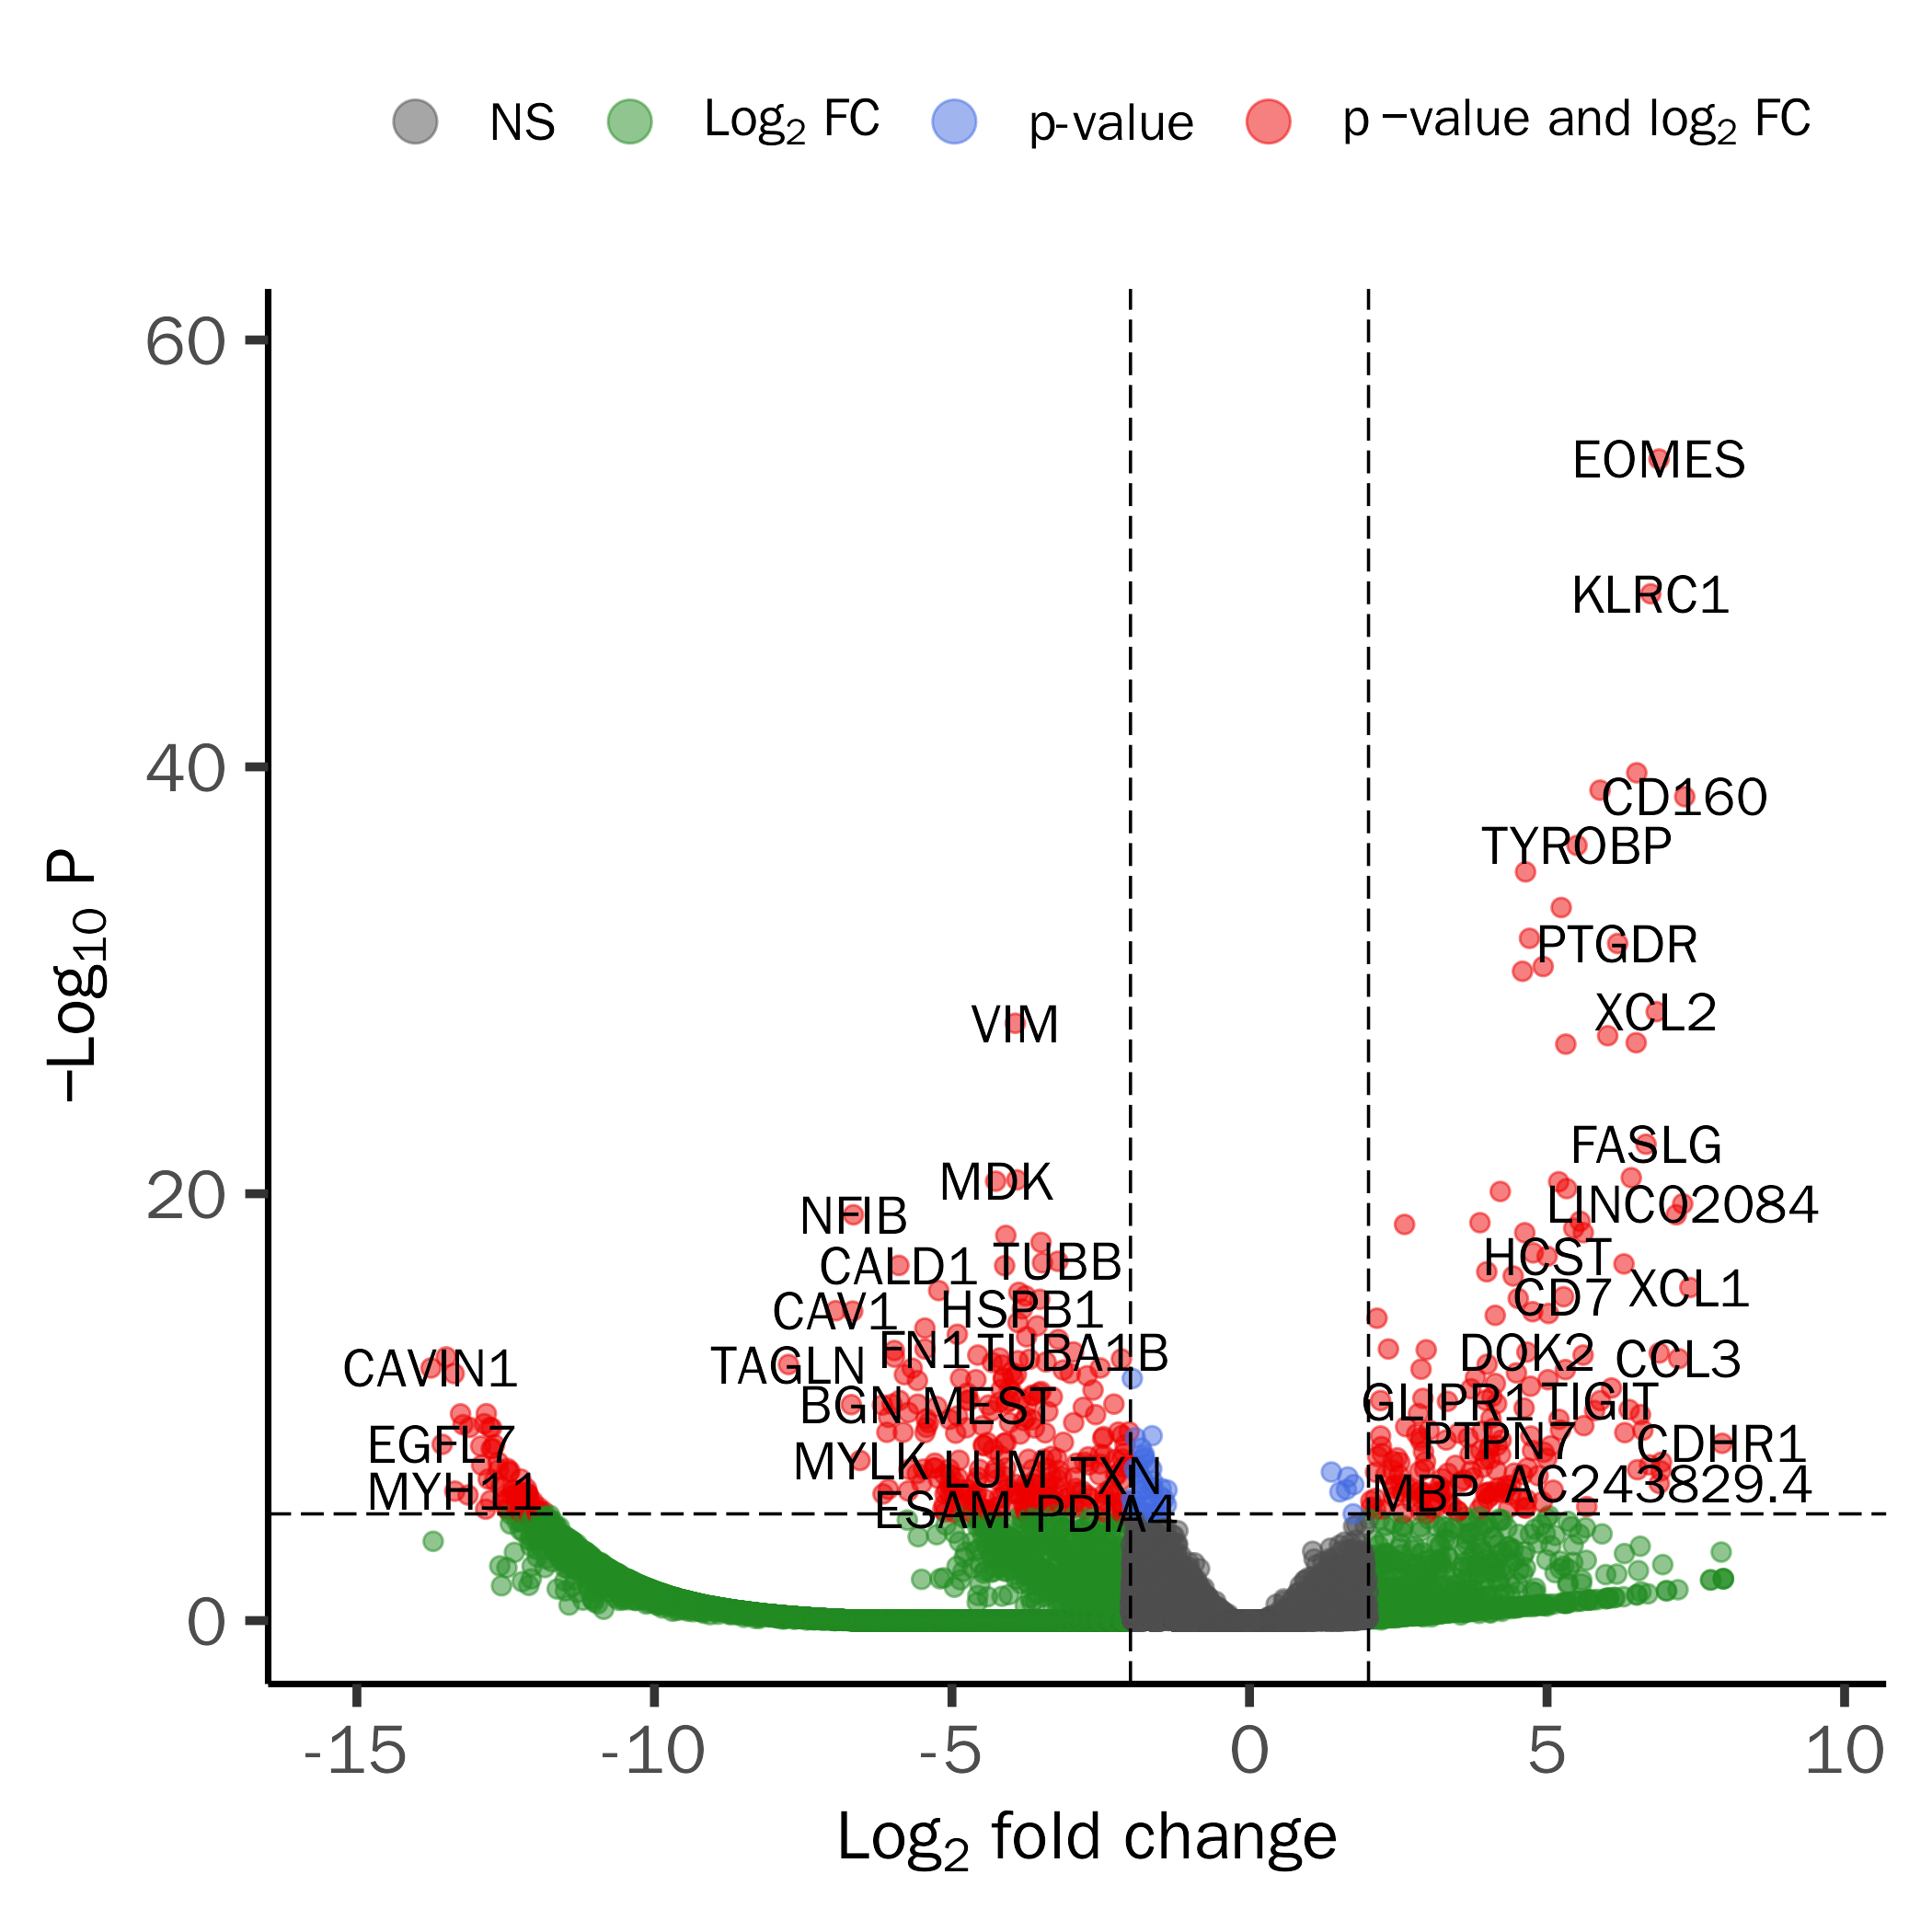 NS Log2 FC p-value p −value and log2 FC
60
EOMES
KLRC1
40
CD160
TYROBP
PTGDR
XCL2
VIM
FASLG
MDK
20
LINC02084
NFIB
HCST
TUBB
CALD1
XCL1
CD7
CAV1
HSPB1
FN1
TUBA1B
DOK2
CCL3
TAGLN
CAVIN1
GLIPR1
TIGIT
BGN
MEST
PTPN7
CDHR1
EGFL7
MYLK
LUM
TXN
AC243829.4
MYH11
MBP
ESAM
PDIA4
0
-15 -10 -5 0 5 10
Log2 fold change
−Log10 P